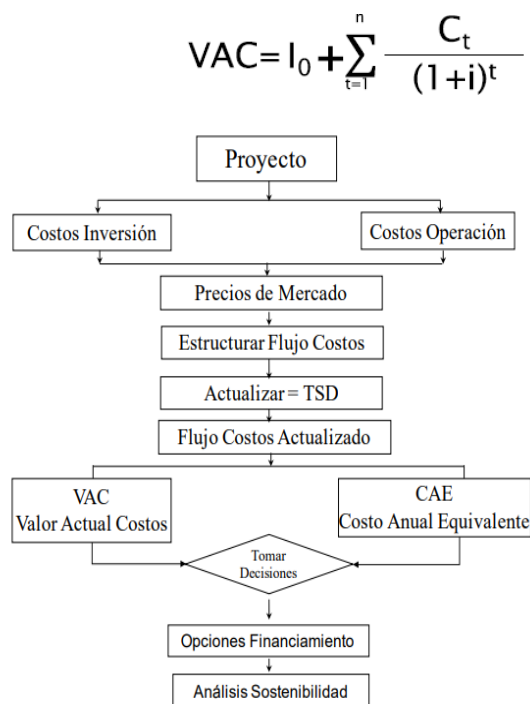 VAC= I₀ + ∑ₜ₌₁ⁿ Cₜ / (1+i)ᵗ
Proyecto
Costos Inversión
Costos Operación
Precios de Mercado
Estructurar Flujo Costos
Actualizar = TSD
Flujo Costos Actualizado
VAC
Valor Actual Costos
CAE
Costo Anual Equivalente
Tomar
Decisiones
Opciones Financiamiento
Análisis Sostenibilidad